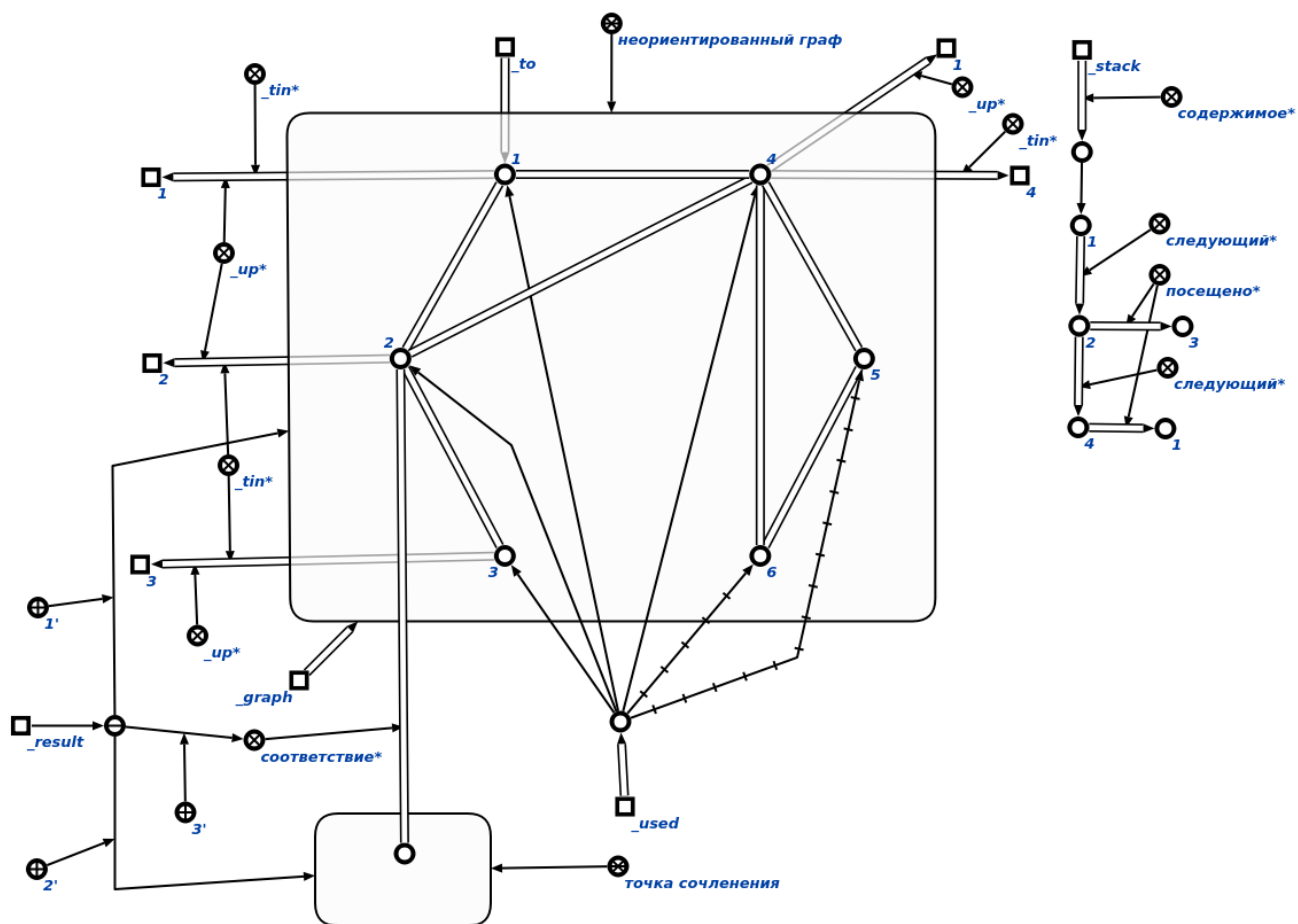 неориентированный граф
_to
1
_stack
_tin*
_up*
содержимое*
_tin*
1
4
1
4
1
следующий*
_up*
посещено*
2
3
2
2
5
следующий*
4
1
_tin*
3
6
3
1'
_up*
_graph
_result
соответствие*
3'
_used
2'
точка сочленения